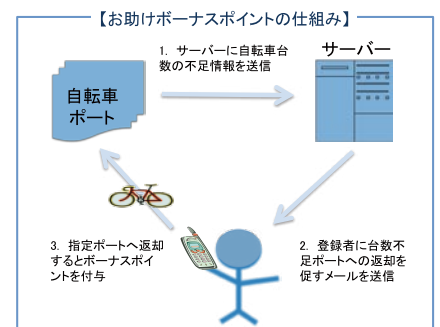 【お助けボーナスポイントの仕組み】
1. サーバーに自転車台
数の不足情報を送信
サーバー
自転車
ポート
3. 指定ポートへ返却
するとボーナスポイ
ントを付与
2. 登録者に台数不
足ポートへの返却を
促すメールを送信